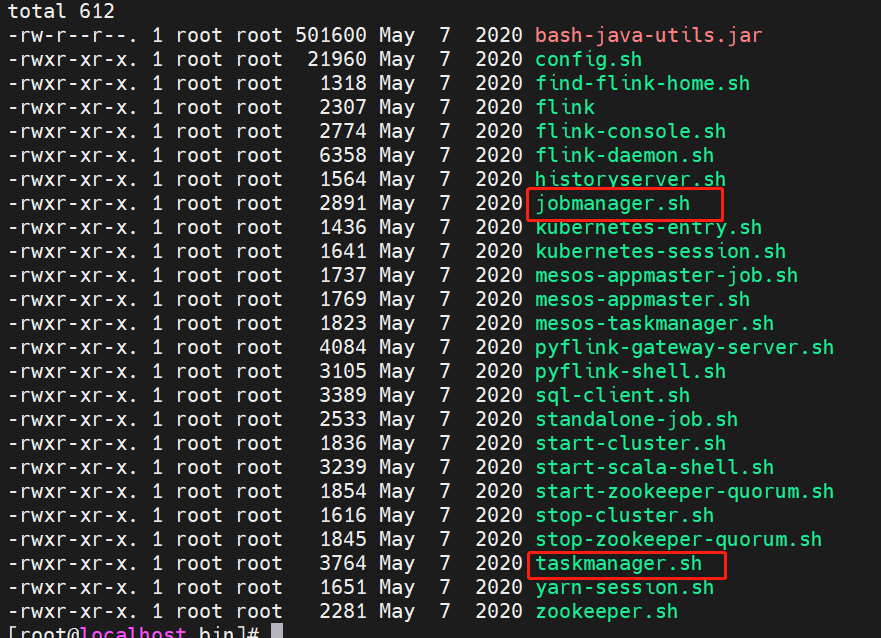 total 612
-rw-r--r--. 1 root root 501600 May  7  2020 bash-java-utils.jar
-rwxr-xr-x. 1 root root  21960 May  7  2020 config.sh
-rwxr-xr-x. 1 root root   1318 May  7  2020 find-flink-home.sh
-rwxr-xr-x. 1 root root   2307 May  7  2020 flink
-rwxr-xr-x. 1 root root   2774 May  7  2020 flink-console.sh
-rwxr-xr-x. 1 root root   6358 May  7  2020 flink-daemon.sh
-rwxr-xr-x. 1 root root   1564 May  7  2020 historyserver.sh
-rwxr-xr-x. 1 root root   2891 May  7  2020 jobmanager.sh
-rwxr-xr-x. 1 root root   1436 May  7  2020 kubernetes-entry.sh
-rwxr-xr-x. 1 root root   1641 May  7  2020 kubernetes-session.sh
-rwxr-xr-x. 1 root root   1737 May  7  2020 mesos-appmaster-job.sh
-rwxr-xr-x. 1 root root   1769 May  7  2020 mesos-appmaster.sh
-rwxr-xr-x. 1 root root   1823 May  7  2020 mesos-taskmanager.sh
-rwxr-xr-x. 1 root root   4084 May  7  2020 pyflink-gateway-server.sh
-rwxr-xr-x. 1 root root   3105 May  7  2020 pyflink-shell.sh
-rwxr-xr-x. 1 root root   3389 May  7  2020 sql-client.sh
-rwxr-xr-x. 1 root root   2533 May  7  2020 standalone-job.sh
-rwxr-xr-x. 1 root root   1836 May  7  2020 start-cluster.sh
-rwxr-xr-x. 1 root root   3239 May  7  2020 start-scala-shell.sh
-rwxr-xr-x. 1 root root   1854 May  7  2020 start-zookeeper-quorum.sh
-rwxr-xr-x. 1 root root   1616 May  7  2020 stop-cluster.sh
-rwxr-xr-x. 1 root root   1845 May  7  2020 stop-zookeeper-quorum.sh
-rwxr-xr-x. 1 root root   3764 May  7  2020 taskmanager.sh
-rwxr-xr-x. 1 root root   1651 May  7  2020 yarn-session.sh
-rwxr-xr-x. 1 root root   2281 May  7  2020 zookeeper.sh
[root@localhost bin]#